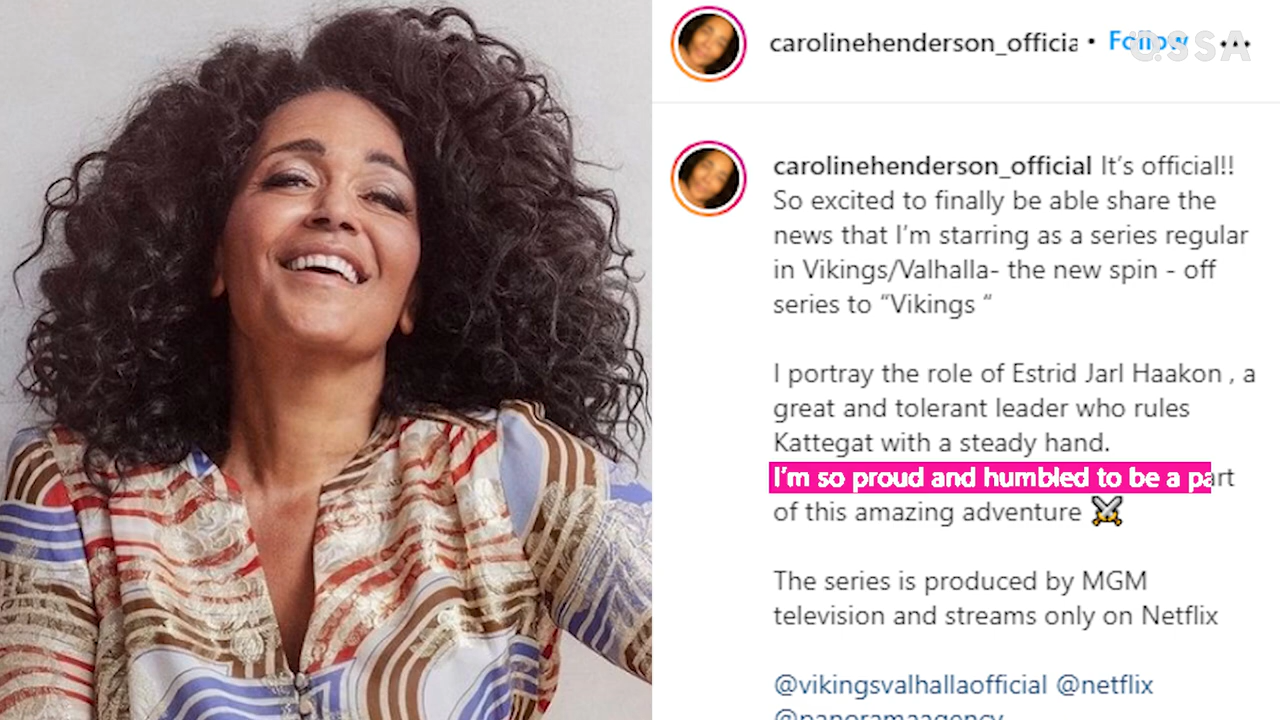 carolinehenderson_officia • Follow ...
OSSA
carolinehenderson_official It’s official!!
So excited to finally be able share the
news that I’m starring as a series regular
in Vikings/Valhalla- the new spin - off
series to “Vikings “
I portray the role of Estrid Jarl Haakon , a
great and tolerant leader who rules
Kattegat with a steady hand.
I’m so proud and humbled to be a part
of this amazing adventure ⚔️
The series is produced by MGM
television and streams only on Netflix
@vikingsvalhallaofficial @netflix
@panoramaagency